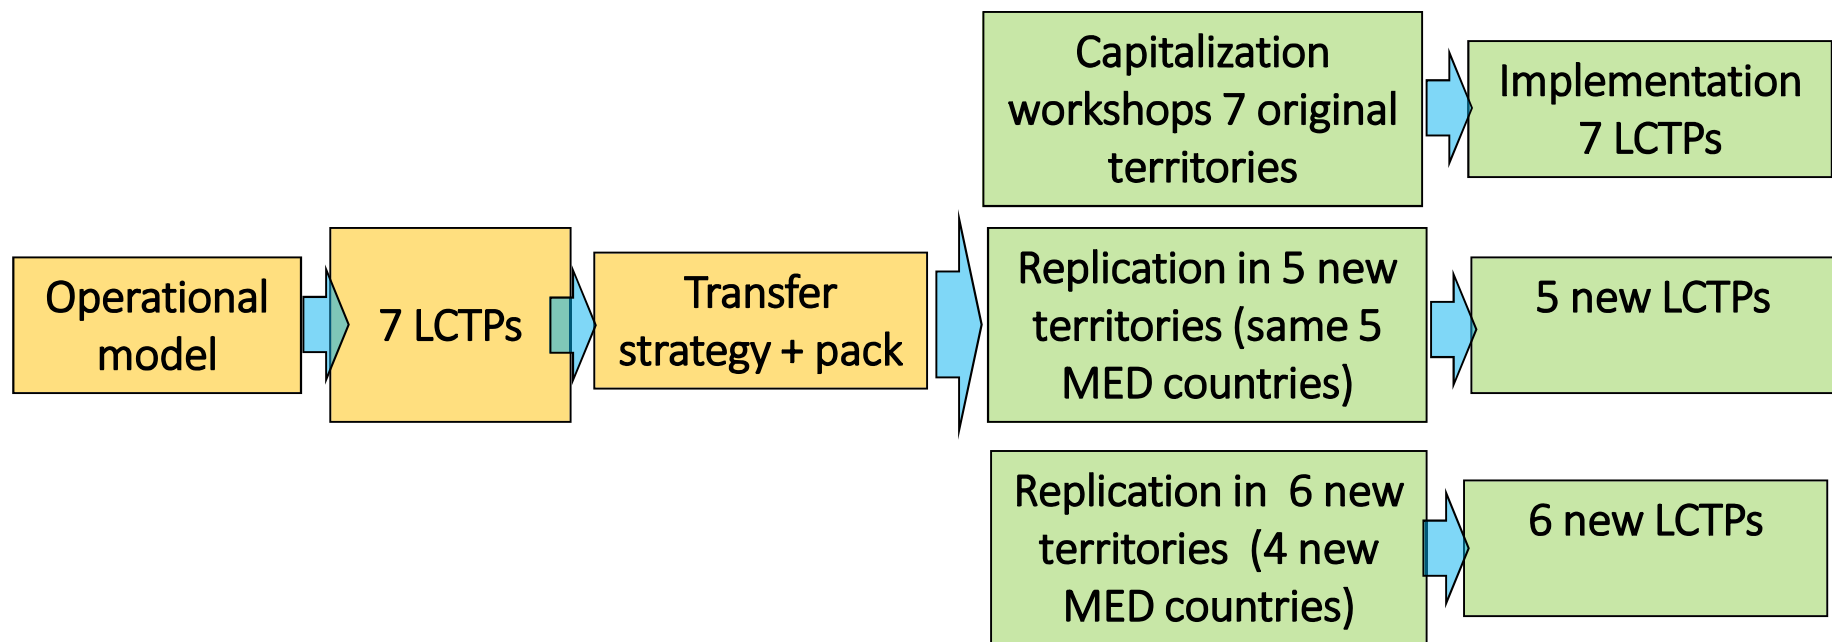 Operational
model
7 LCTPs
Transfer
strategy + pack
Capitalization
workshops 7 original
territories
Implementation
7 LCTPs
Replication in 5 new
territories (same 5
MED countries)
5 new LCTPs
Replication in  6 new
territories  (4 new
MED countries)
6 new LCTPs